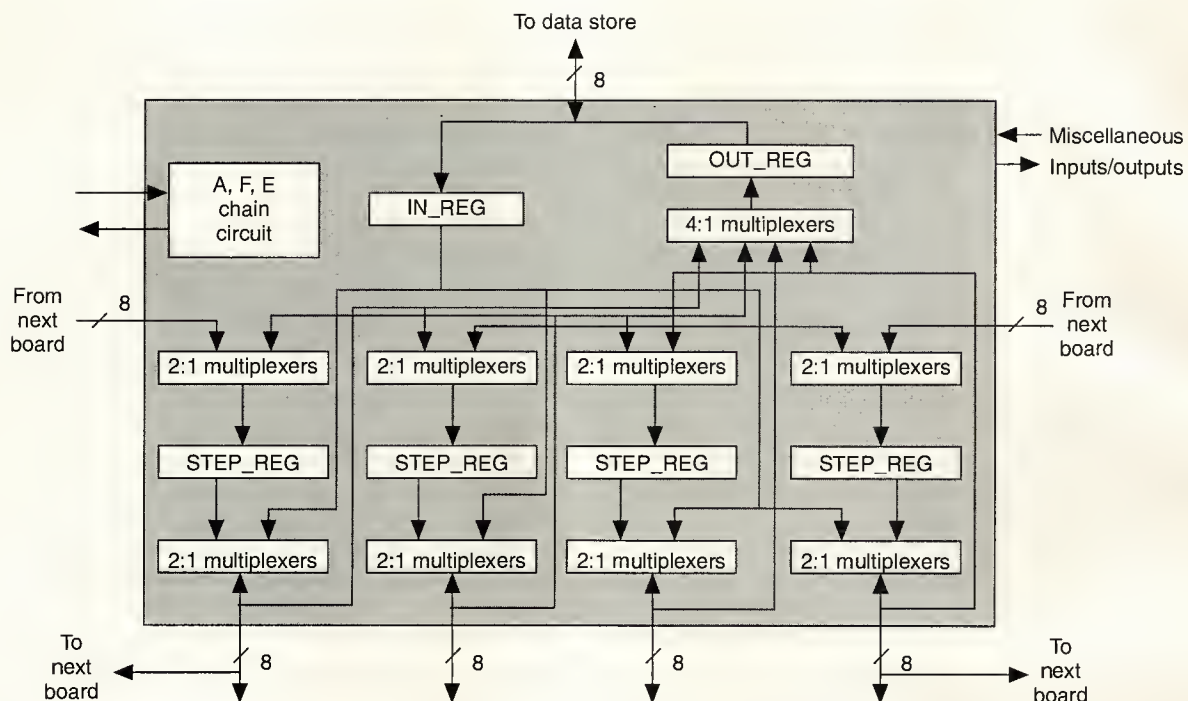 To data store
8
Miscellaneous
Inputs/outputs
OUT_REG
A, F, E
chain
circuit
IN_REG
4:1 multiplexers
From
next
board
8
8
From
next
board
2:1 multiplexers
2:1 multiplexers
2:1 multiplexers
2:1 multiplexers
STEP_REG
STEP_REG
STEP_REG
STEP_REG
2:1 multiplexers
2:1 multiplexers
2:1 multiplexers
2:1 multiplexers
To
next
board
8
8
8
8
To
next
board